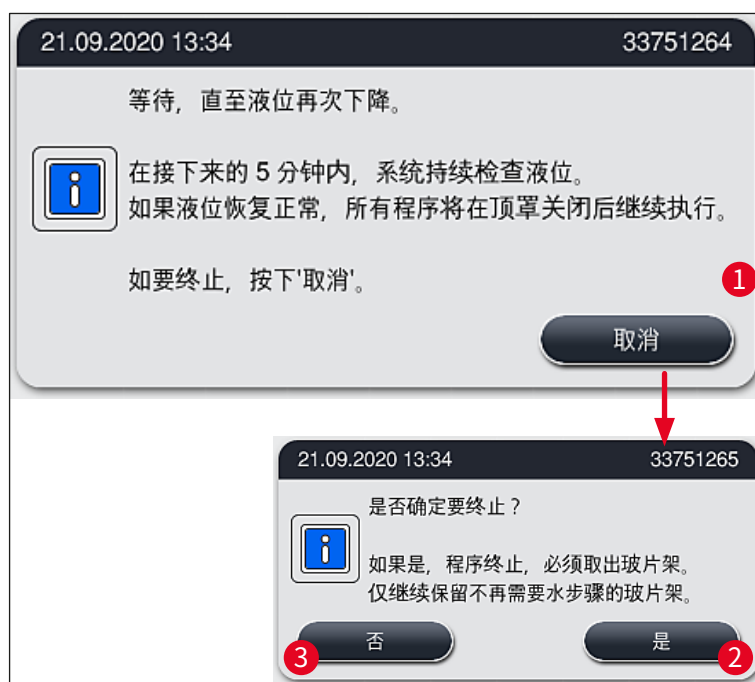 21.09.2020 13:34 33751264
等待，直至液位再次下降。
在接下来的 5 分钟内，系统持续检查液位。
如果液位恢复正常，所有程序将在顶罩关闭后继续执行。
如要终止，按下'取消'。
1
取消
21.09.2020 13:34 33751265
是否确定要终止？
如果是，程序终止，必须取出玻片架。
仅继续保留不再需要水步骤的玻片架。
3 否 是 2